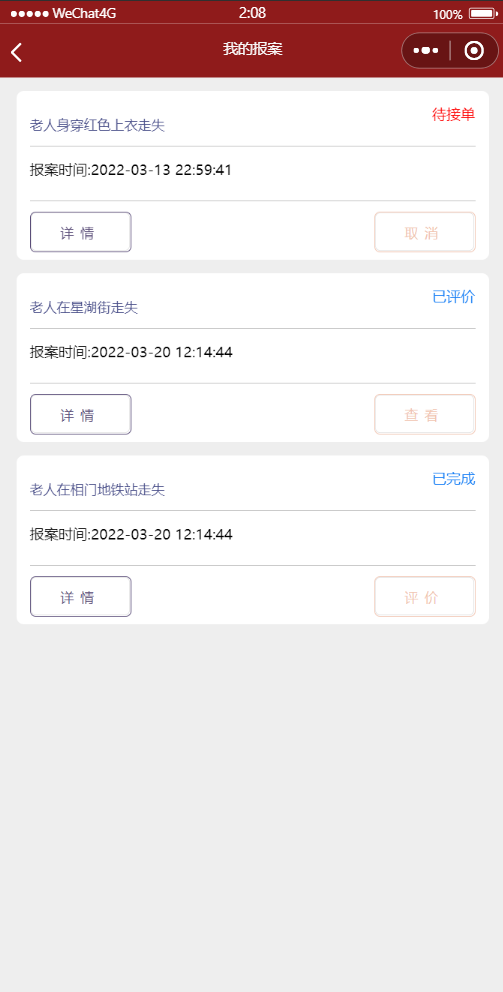 WeChat4G 2:08 100%
我的报案
老人身穿红色上衣走失 待接单
报案时间:2022-03-13 22:59:41
详 情 取 消
老人在星湖街走失 已评价
报案时间:2022-03-20 12:14:44
详 情 查 看
老人在相门地铁站走失 已完成
报案时间:2022-03-20 12:14:44
详 情 评 价